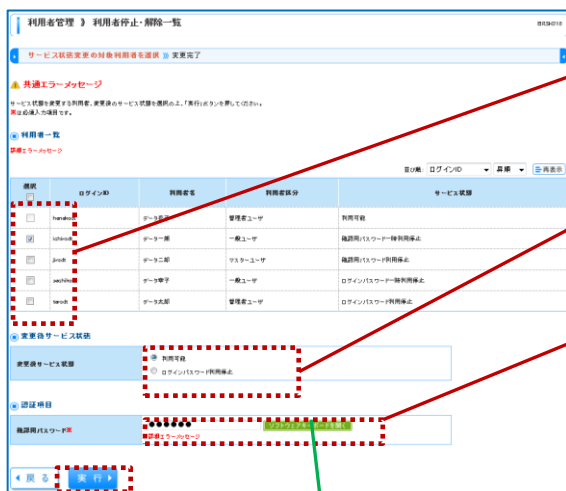 利用者管理 》 利用者停止・解除一覧
サービス状態変更の対象利用者を選択 》 変更完了
共通エラーメッセージ
サービス状態を変更する利用者、変更後のサービス状態を選択の上、「実行」ボタンを押してください。
※は必須入力項目です。
利用者一覧
詳細エラーメッセージ
並び順: ログインID 昇順 再表示
選択 ログインID 利用者名 利用者区分 サービス状態
hanakodt 管理者ユーザ 利用可能
ichirodt データ一郎 一般ユーザ 確認用パスワード一時利用停止
jirodt データ二郎 マスターユーザ 確認用パスワード利用停止
sachikodt データ幸子 一般ユーザ ログインパスワード一時利用停止
tarodt データ太郎 管理者ユーザ ログインパスワード利用停止
変更後サービス状態
変更後サービス状態 利用可能
ログインパスワード利用停止
認証項目
確認用パスワード※ ●●●●●● ソフトウェアキーボードを開く
詳細エラーメッセージ
戻る 実行